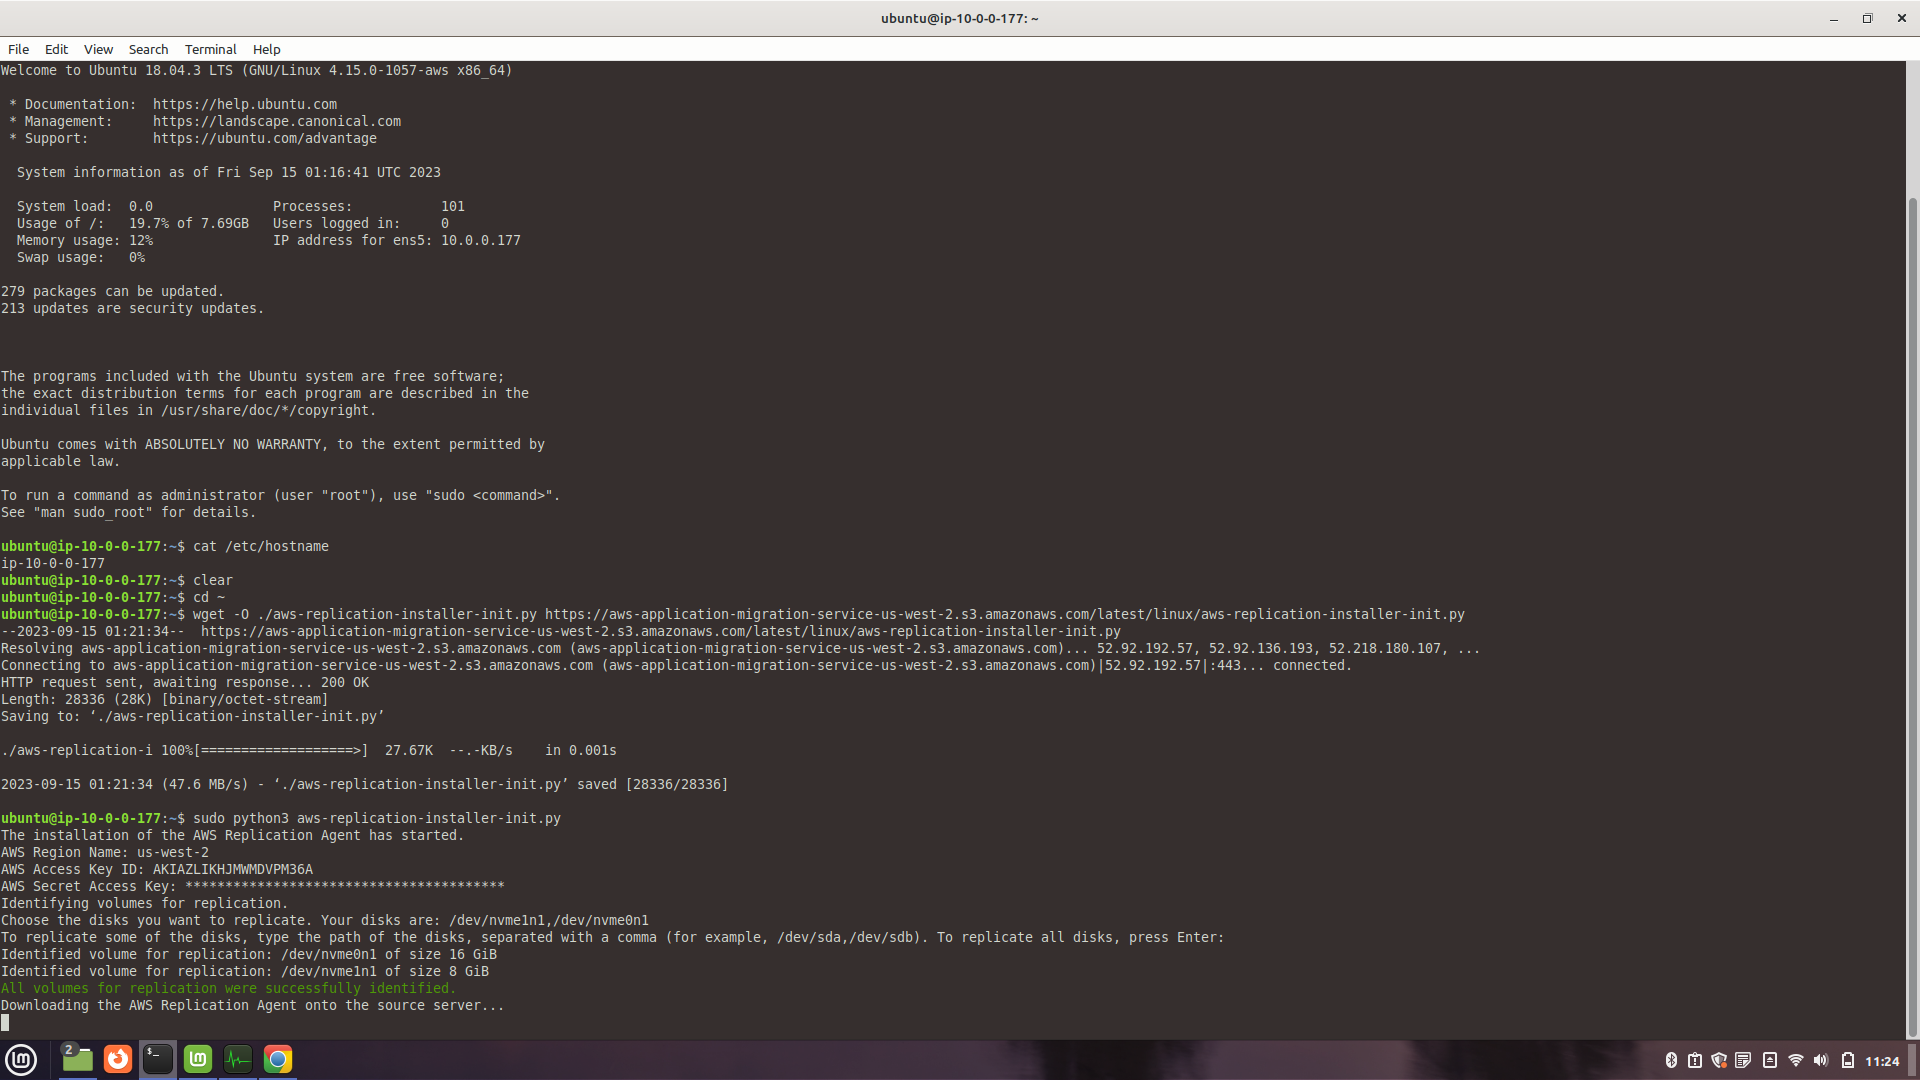 ubuntu@ip-10-0-0-177: ~
File Edit View Search Terminal Help
Welcome to Ubuntu 18.04.3 LTS (GNU/Linux 4.15.0-1057-aws x86_64)
* Documentation:  https://help.ubuntu.com
* Management:     https://landscape.canonical.com
* Support:        https://ubuntu.com/advantage
System information as of Fri Sep 15 01:16:41 UTC 2023
System load:  0.0               Processes:           101
Usage of /:   19.7% of 7.69GB   Users logged in:     0
Memory usage: 12%               IP address for ens5: 10.0.0.177
Swap usage:   0%
279 packages can be updated.
213 updates are security updates.
The programs included with the Ubuntu system are free software;
the exact distribution terms for each program are described in the
individual files in /usr/share/doc/*/copyright.
Ubuntu comes with ABSOLUTELY NO WARRANTY, to the extent permitted by
applicable law.
To run a command as administrator (user "root"), use "sudo <command>".
See "man sudo_root" for details.
ubuntu@ip-10-0-0-177:~$ cat /etc/hostname
ip-10-0-0-177
ubuntu@ip-10-0-0-177:~$ clear
ubuntu@ip-10-0-0-177:~$ cd ~
ubuntu@ip-10-0-0-177:~$ wget -O ./aws-replication-installer-init.py https://aws-application-migration-service-us-west-2.s3.amazonaws.com/latest/linux/aws-replication-installer-init.py
--2023-09-15 01:21:34--  https://aws-application-migration-service-us-west-2.s3.amazonaws.com/latest/linux/aws-replication-installer-init.py
Resolving aws-application-migration-service-us-west-2.s3.amazonaws.com (aws-application-migration-service-us-west-2.s3.amazonaws.com)... 52.92.192.57, 52.92.136.193, 52.218.180.107, ...
Connecting to aws-application-migration-service-us-west-2.s3.amazonaws.com (aws-application-migration-service-us-west-2.s3.amazonaws.com)|52.92.192.57|:443... connected.
HTTP request sent, awaiting response... 200 OK
Length: 28336 (28K) [binary/octet-stream]
Saving to: ‘./aws-replication-installer-init.py’
./aws-replication-i 100%[===================>]  27.67K  --.-KB/s    in 0.001s
2023-09-15 01:21:34 (47.6 MB/s) - ‘./aws-replication-installer-init.py’ saved [28336/28336]
ubuntu@ip-10-0-0-177:~$ sudo python3 aws-replication-installer-init.py
The installation of the AWS Replication Agent has started.
AWS Region Name: us-west-2
AWS Access Key ID: AKIAZLIKHJMWMDVPM36A
AWS Secret Access Key: ****************************************
Identifying volumes for replication.
Choose the disks you want to replicate. Your disks are: /dev/nvme1n1,/dev/nvme0n1
To replicate some of the disks, type the path of the disks, separated with a comma (for example, /dev/sda,/dev/sdb). To replicate all disks, press Enter:
Identified volume for replication: /dev/nvme0n1 of size 16 GiB
Identified volume for replication: /dev/nvme1n1 of size 8 GiB
All volumes for replication were successfully identified.
Downloading the AWS Replication Agent onto the source server...
2
$_
11:24